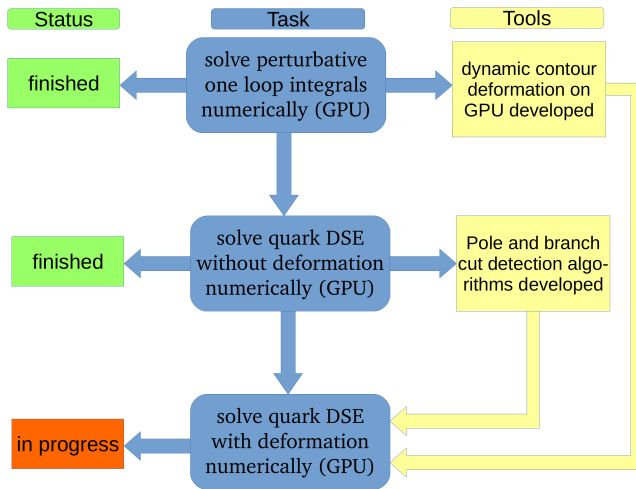 Status
Task
Tools
finished
solve perturbative
one loop integrals
numerically (GPU)
dynamic contour
deformation on
GPU developed
finished
solve quark DSE
without deformation
numerically (GPU)
Pole and branch
cut detection algo-
rithms developed
in progress
solve quark DSE
with deformation
numerically (GPU)